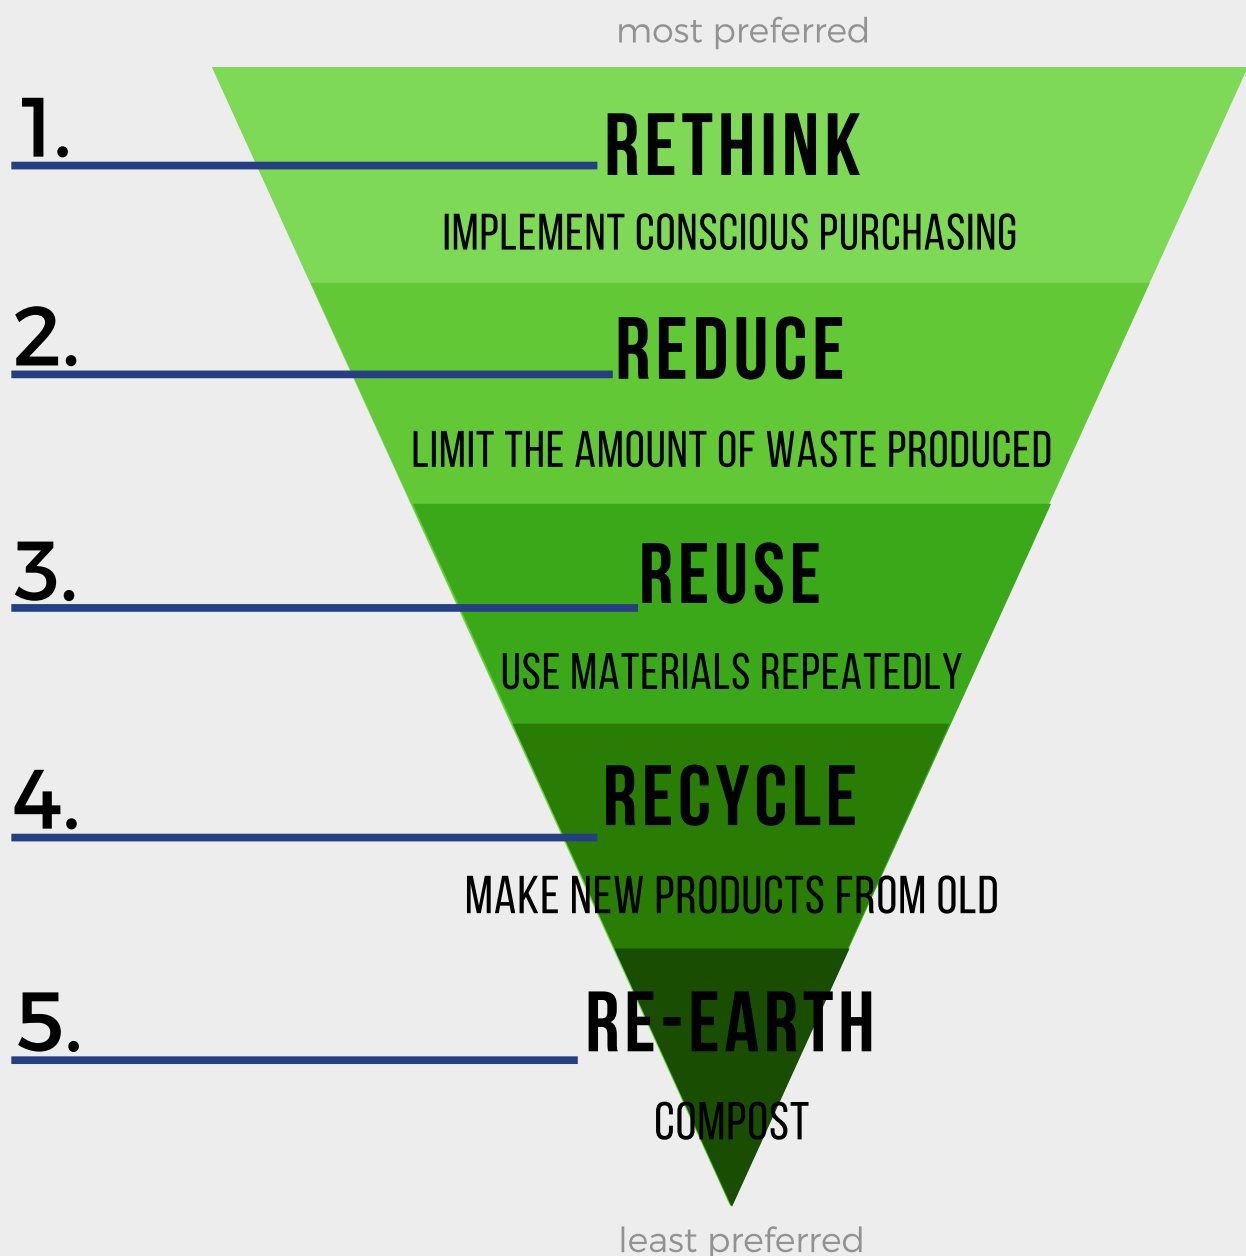 most preferred
1.
RETHINK
IMPLEMENT CONSCIOUS PURCHASING
2.
REDUCE
LIMIT THE AMOUNT OF WASTE PRODUCED
3.
REUSE
USE MATERIALS REPEATEDLY
4.
RECYCLE
MAKE NEW PRODUCTS FROM OLD
5.
RE-EARTH
COMPOST
least preferred